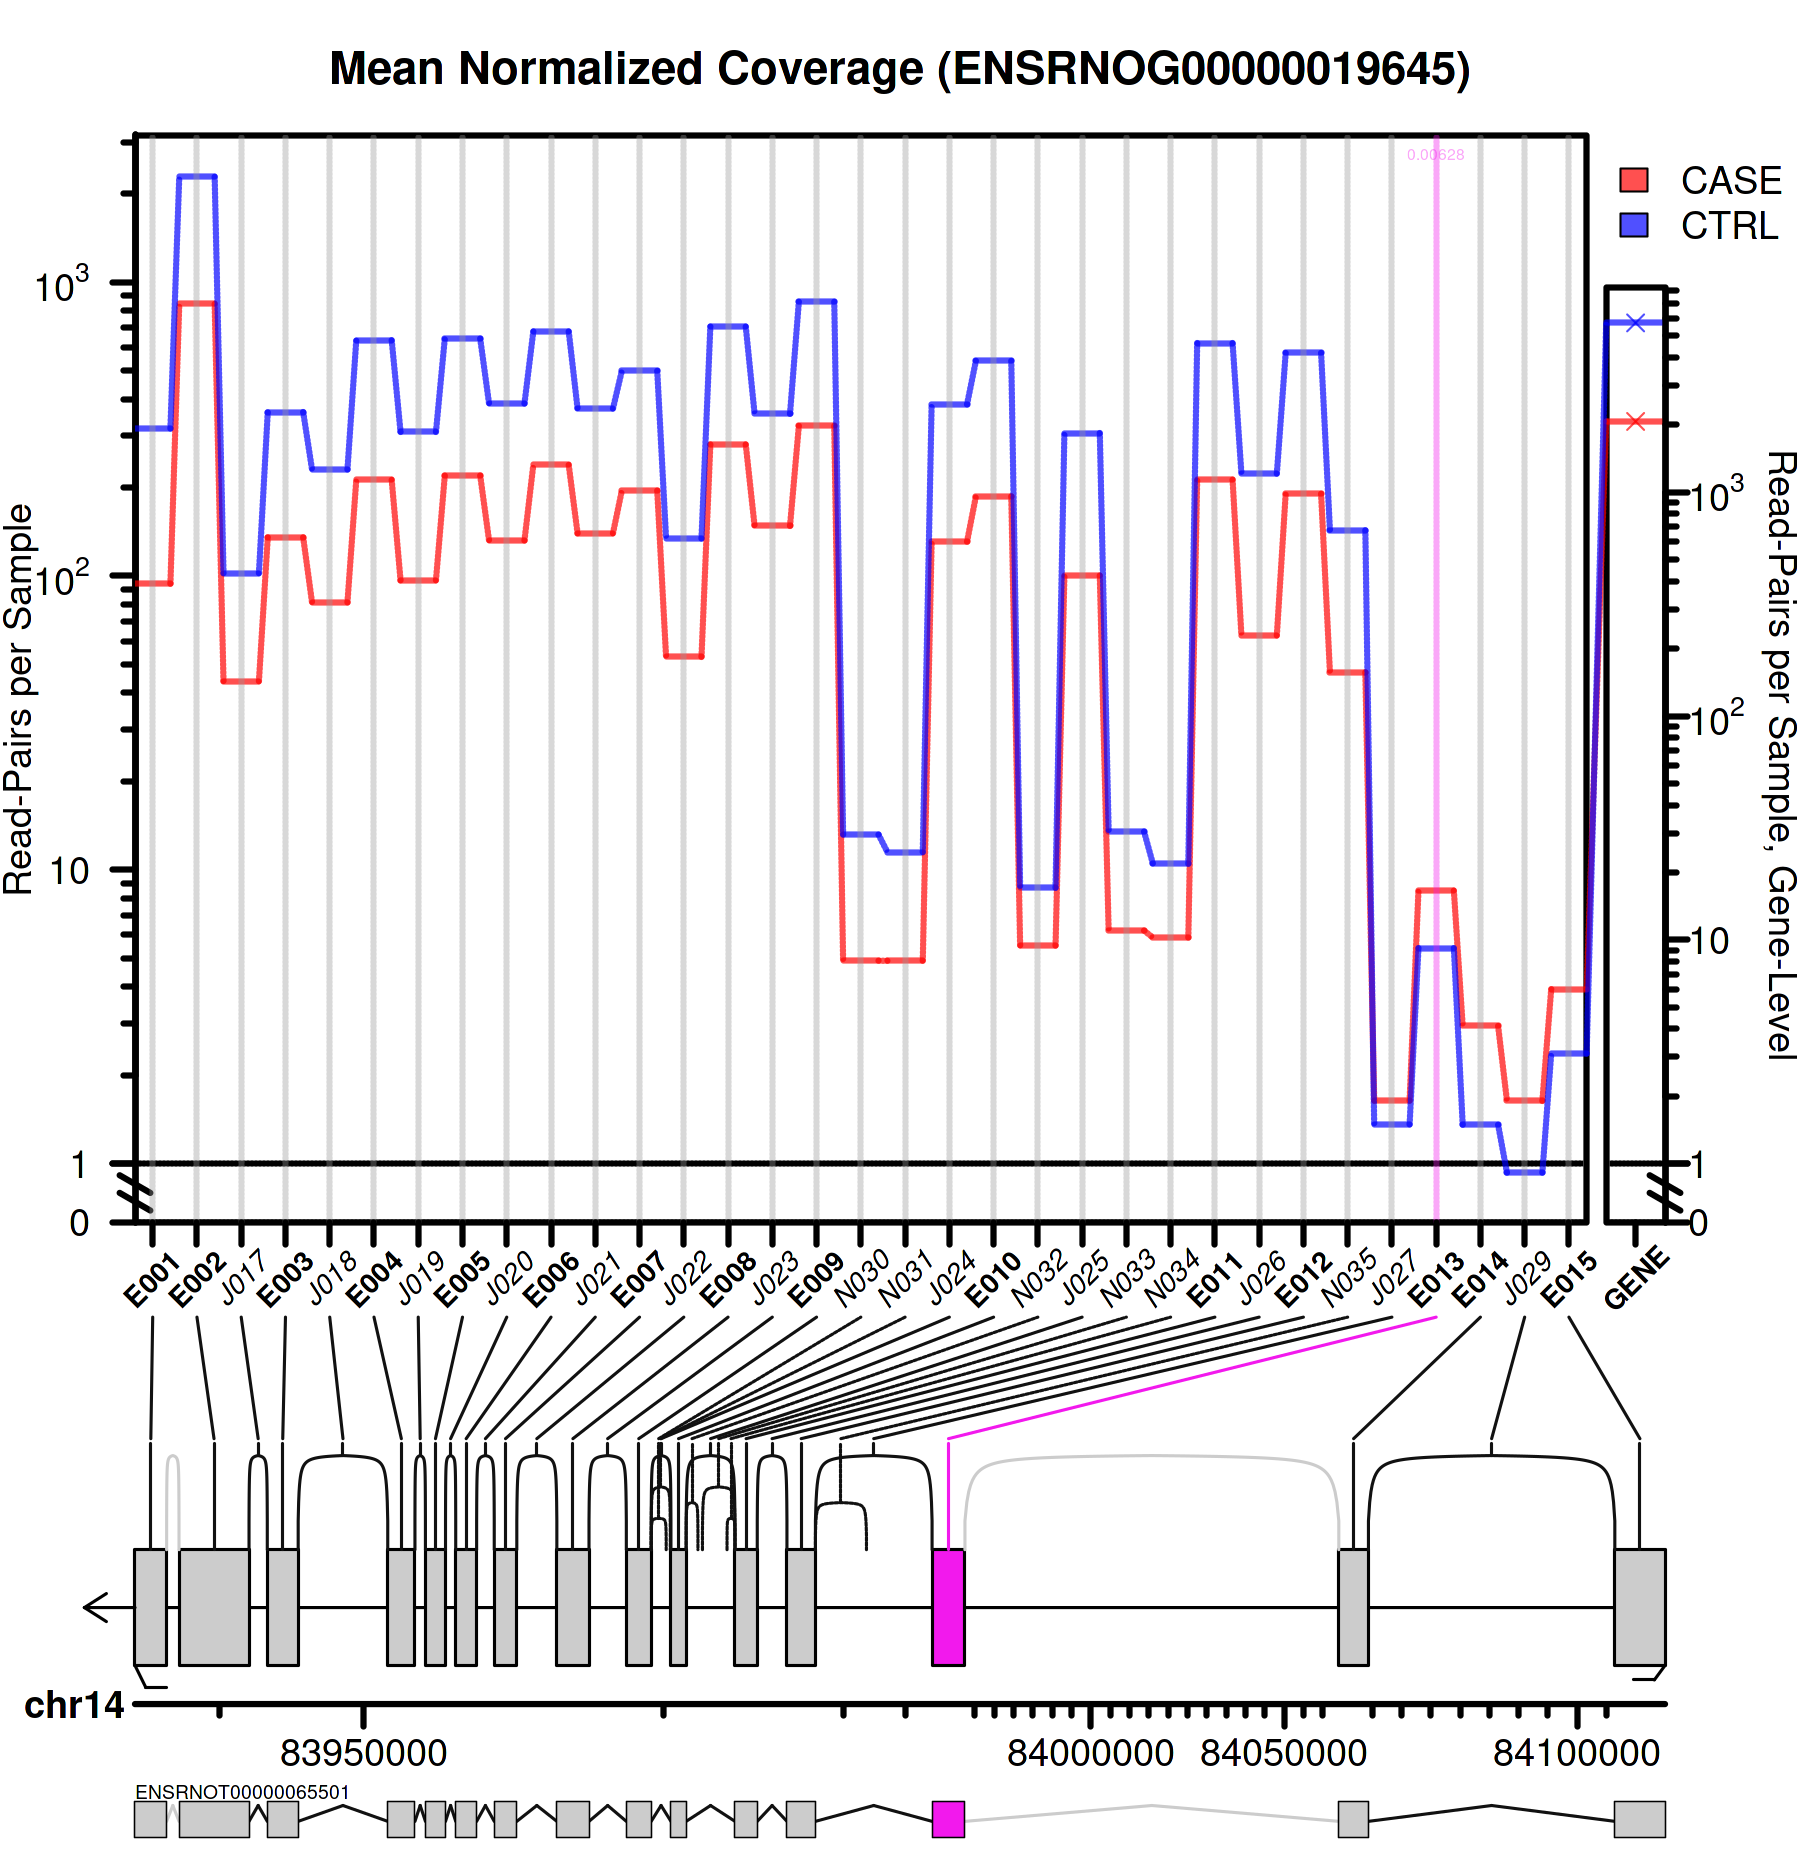 Mean Normalized Coverage (ENSRNOG00000019645)
0.00628
CASE
CTRL
Read-Pairs per Sample
10^3
10^2
10
1
0
Read-Pairs per Sample, Gene-Level
10^3
10^2
10
1
0
E001 E002 J017 E003 J018 E004 J019 E005 J020 E006 J021 E007 J022 E008 J023 E009 N030 N031 J024 E010 N032 J025 N033 N034 E011 J026 E012 N035 J027 E013 E014 J029 E015 GENE
chr14
83950000 84000000 84050000 84100000
ENSRNOT00000065501